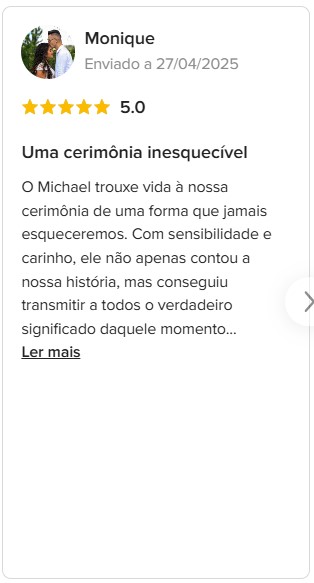 Monique
Enviado a 27/04/2025
5.0
Uma cerimônia inesquecível
O Michael trouxe vida à nossa
cerimônia de uma forma que jamais
esqueceremos. Com sensibilidade e
carinho, ele não apenas contou a
nossa história, mas conseguiu
transmitir a todos o verdadeiro
significado daquele momento...
Ler mais